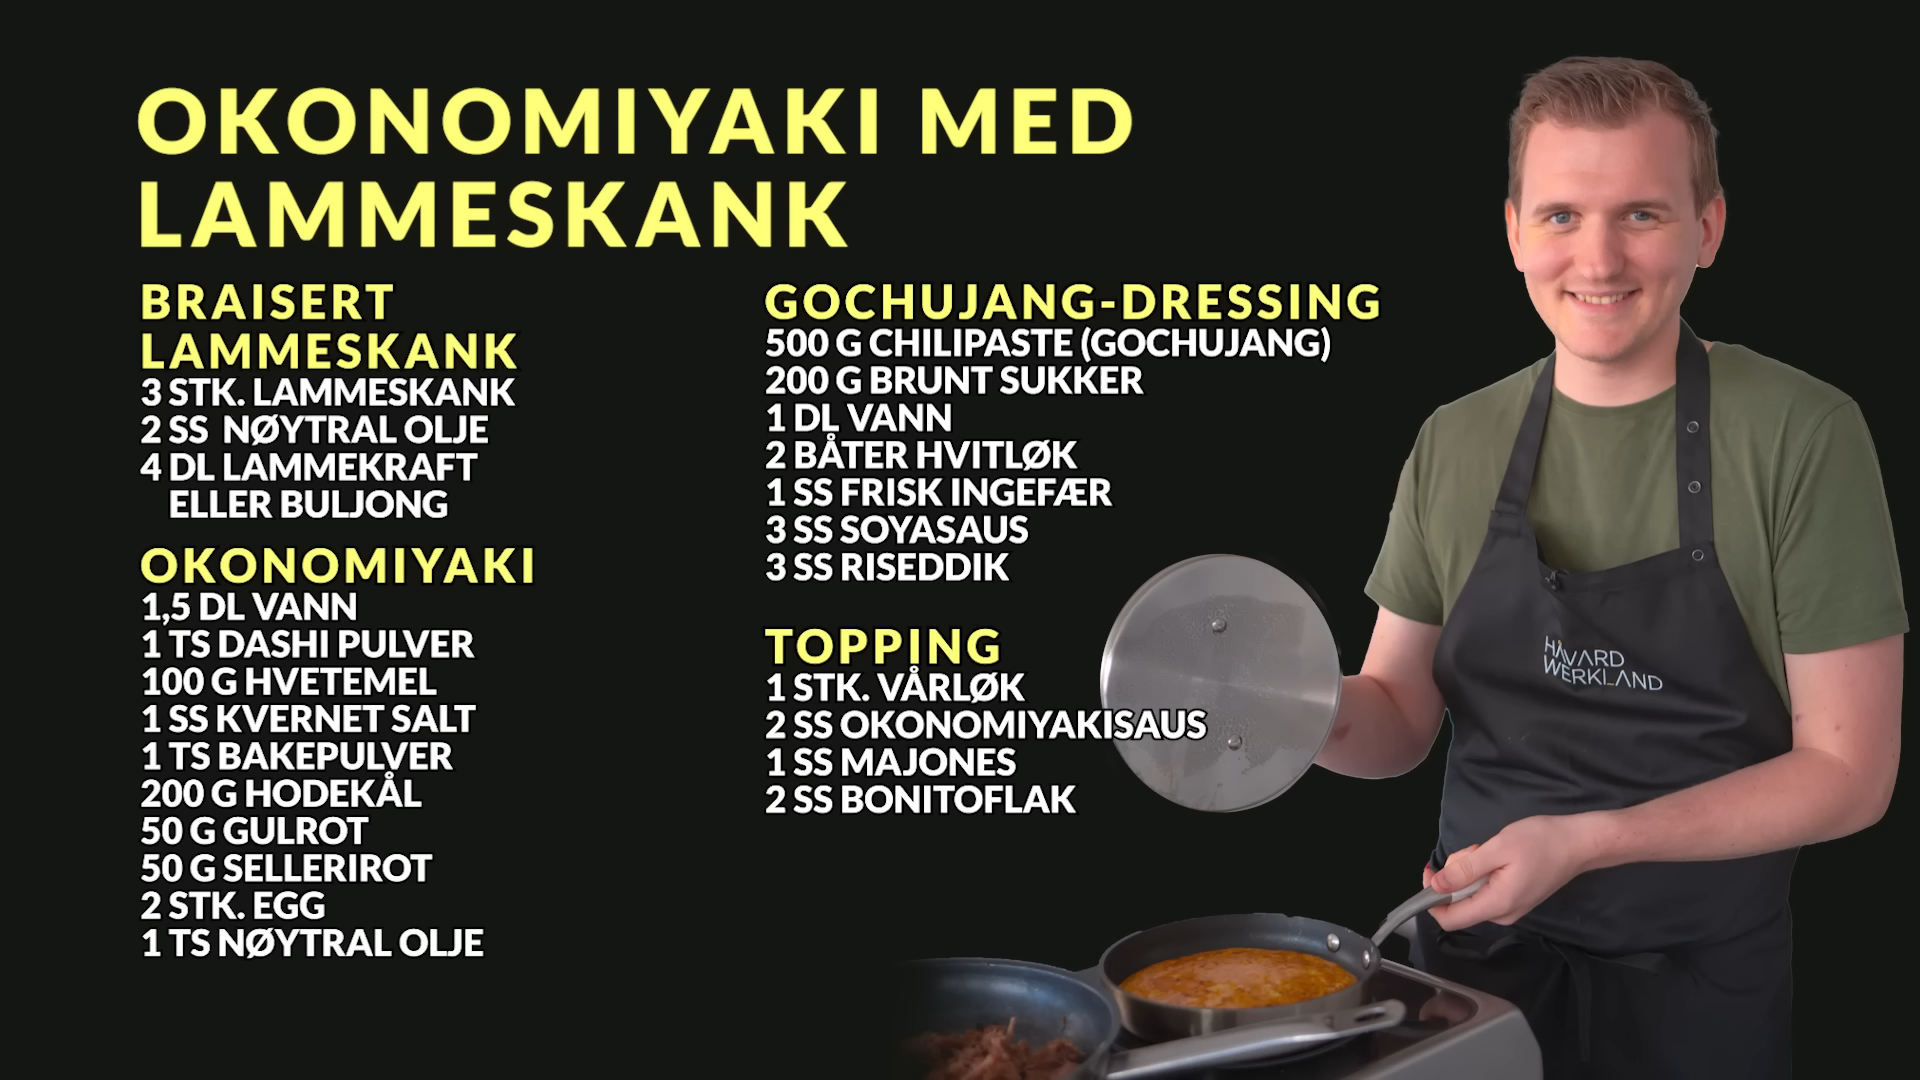 OKONOMIYAKI MED
LAMMESKANK
BRAISERT
LAMMESKANK
3 STK. LAMMESKANK
2 SS NØYTRAL OLJE
4 DL LAMMEKRAFT
ELLER BULJONG
OKONOMIYAKI
1,5 DL VANN
1 TS DASHI PULVER
100 G HVETEMEL
1 SS KVERNET SALT
1 TS BAKEPULVER
200 G HODEKÅL
50 G GULROT
50 G SELLERIROT
2 STK. EGG
1 TS NØYTRAL OLJE
GOCHUJANG-DRESSING
500 G CHILIPASTE (GOCHUJANG)
200 G BRUNT SUKKER
1 DL VANN
2 BÅTER HVITLØK
1 SS FRISK INGEFÆR
3 SS SOYASAUS
3 SS RISEDDIK
TOPPING
1 STK. VÅRLØK
2 SS OKONOMIYAKISAUS
1 SS MAJONES
2 SS BONITOFLAK
HÅVARD
WERKLAND